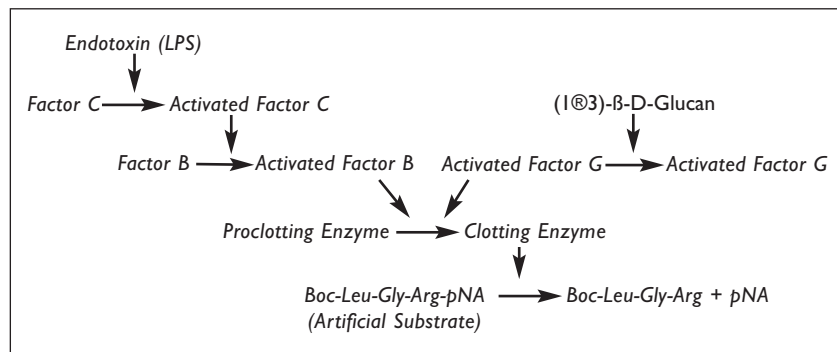 Endotoxin (LPS)
Factor C
Activated Factor C
(1®3)-ß-D-Glucan
Factor B
Activated Factor B
Activated Factor G
Activated Factor G
Proclotting Enzyme
Clotting Enzyme
Boc-Leu-Gly-Arg-pNA
Boc-Leu-Gly-Arg + pNA
(Artificial Substrate)